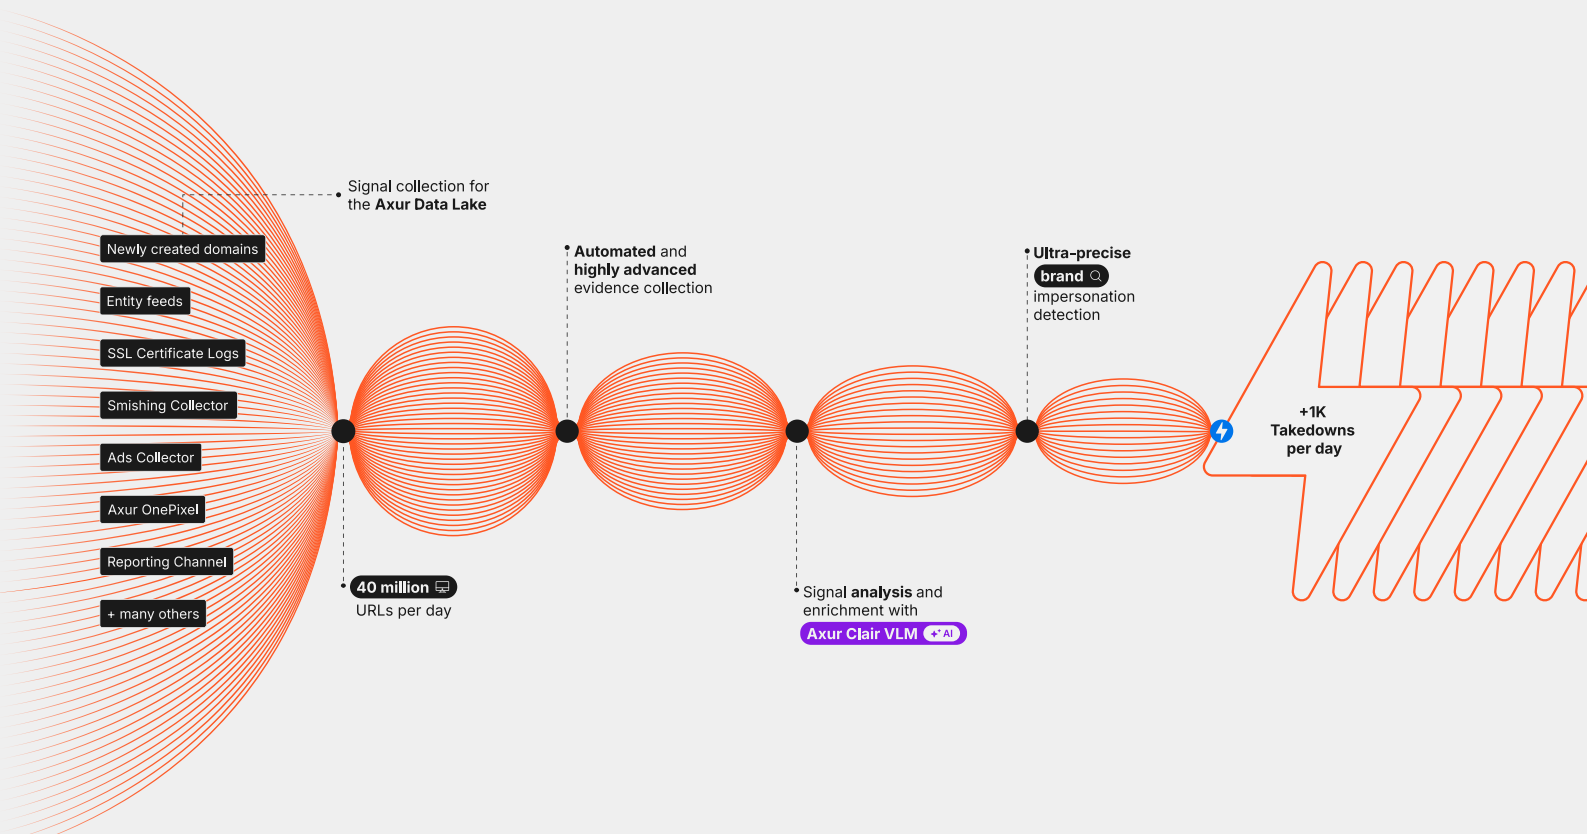 Signal collection for
the Axur Data Lake
Newly created domains
Entity feeds
SSL Certificate Logs
Smishing Collector
Ads Collector
Axur OnePixel
Reporting Channel
+ many others
40 million
URLs per day
Automated and
highly advanced
evidence collection
Signal analysis and
enrichment with
Axur Clair VLM AI
Ultra-precise
brand
impersonation
detection
+1K
Takedowns
per day